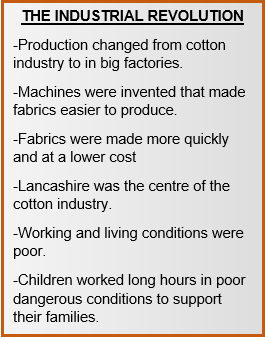 THE INDUSTRIAL REVOLUTION
-Production changed from cotton
industry to in big factories.
-Machines were invented that made
fabrics easier to produce.
-Fabrics were made more quickly
and at a lower cost
-Lancashire was the centre of the
cotton industry.
-Working and living conditions were
poor.
-Children worked long hours in poor
dangerous conditions to support
their families.